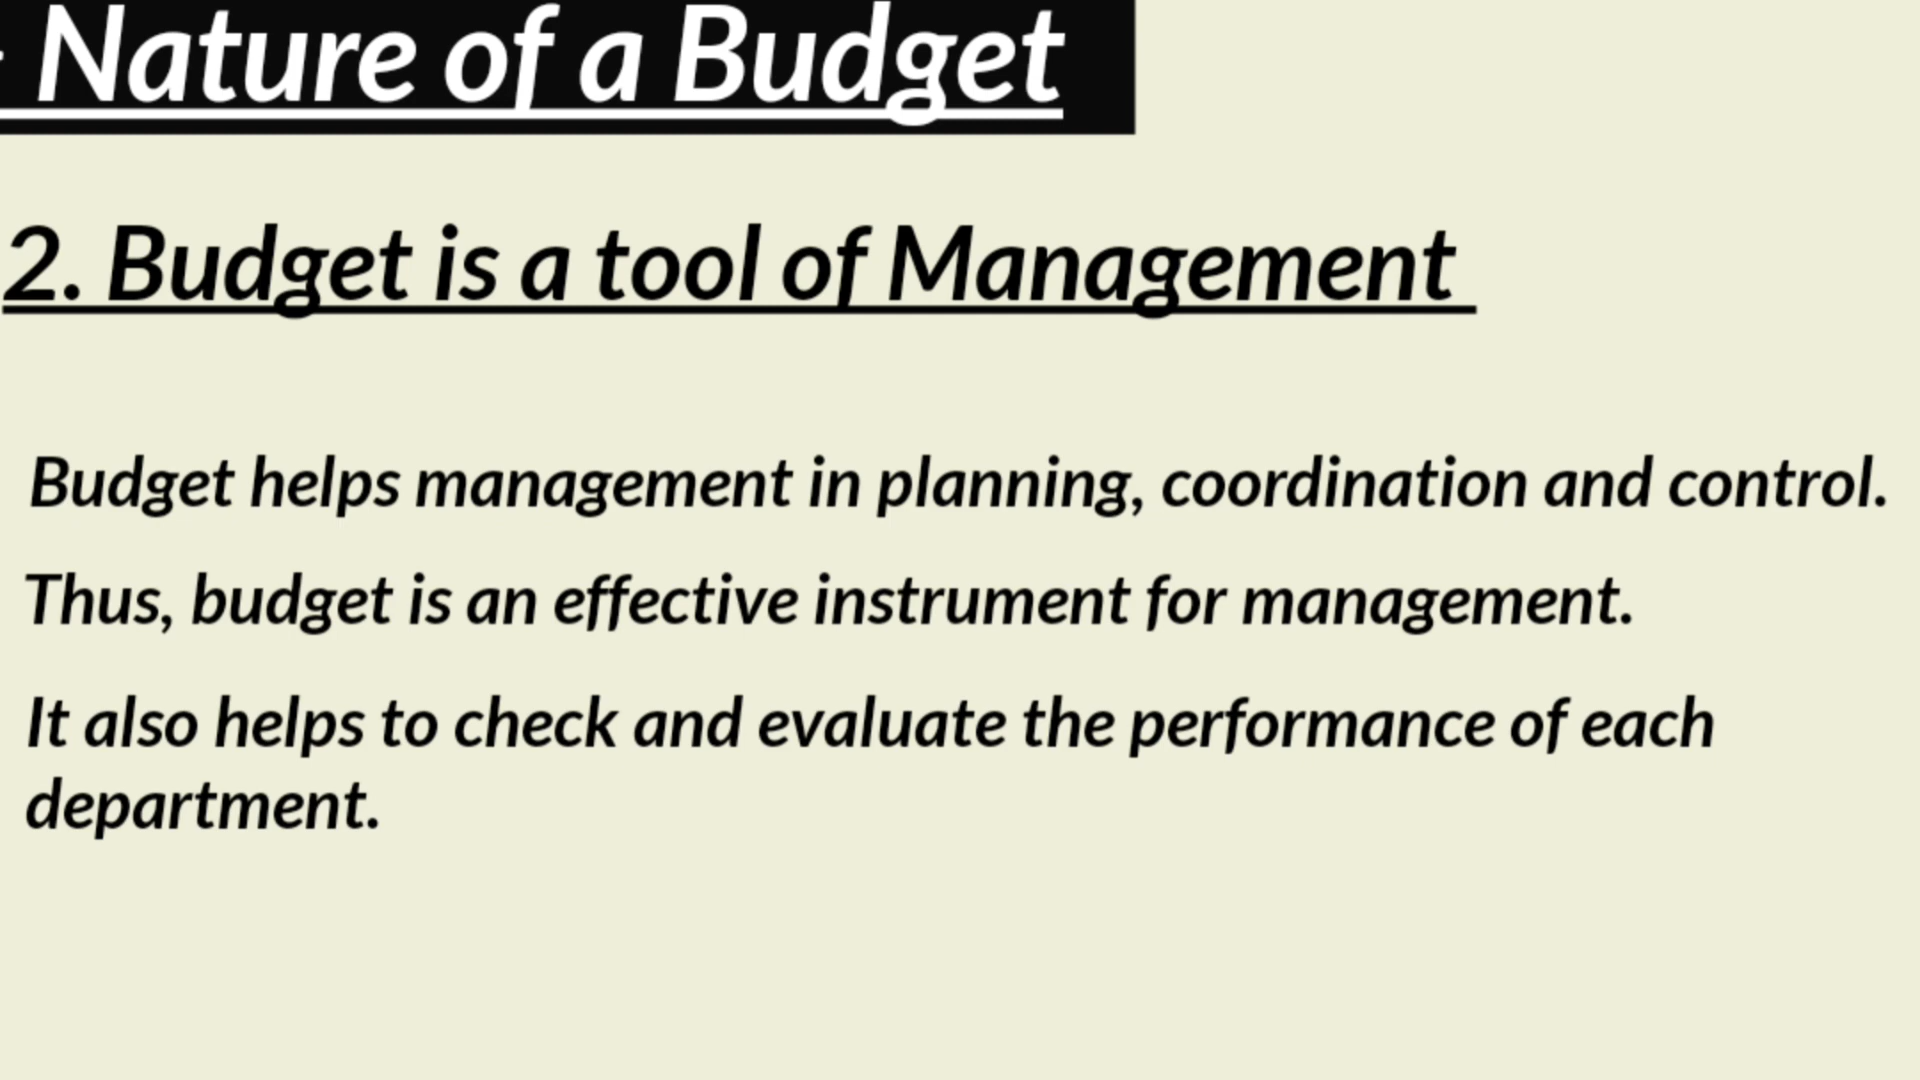 - Nature of a Budget
2. Budget is a tool of Management
Budget helps management in planning, coordination and control.
Thus, budget is an effective instrument for management.
It also helps to check and evaluate the performance of each
department.